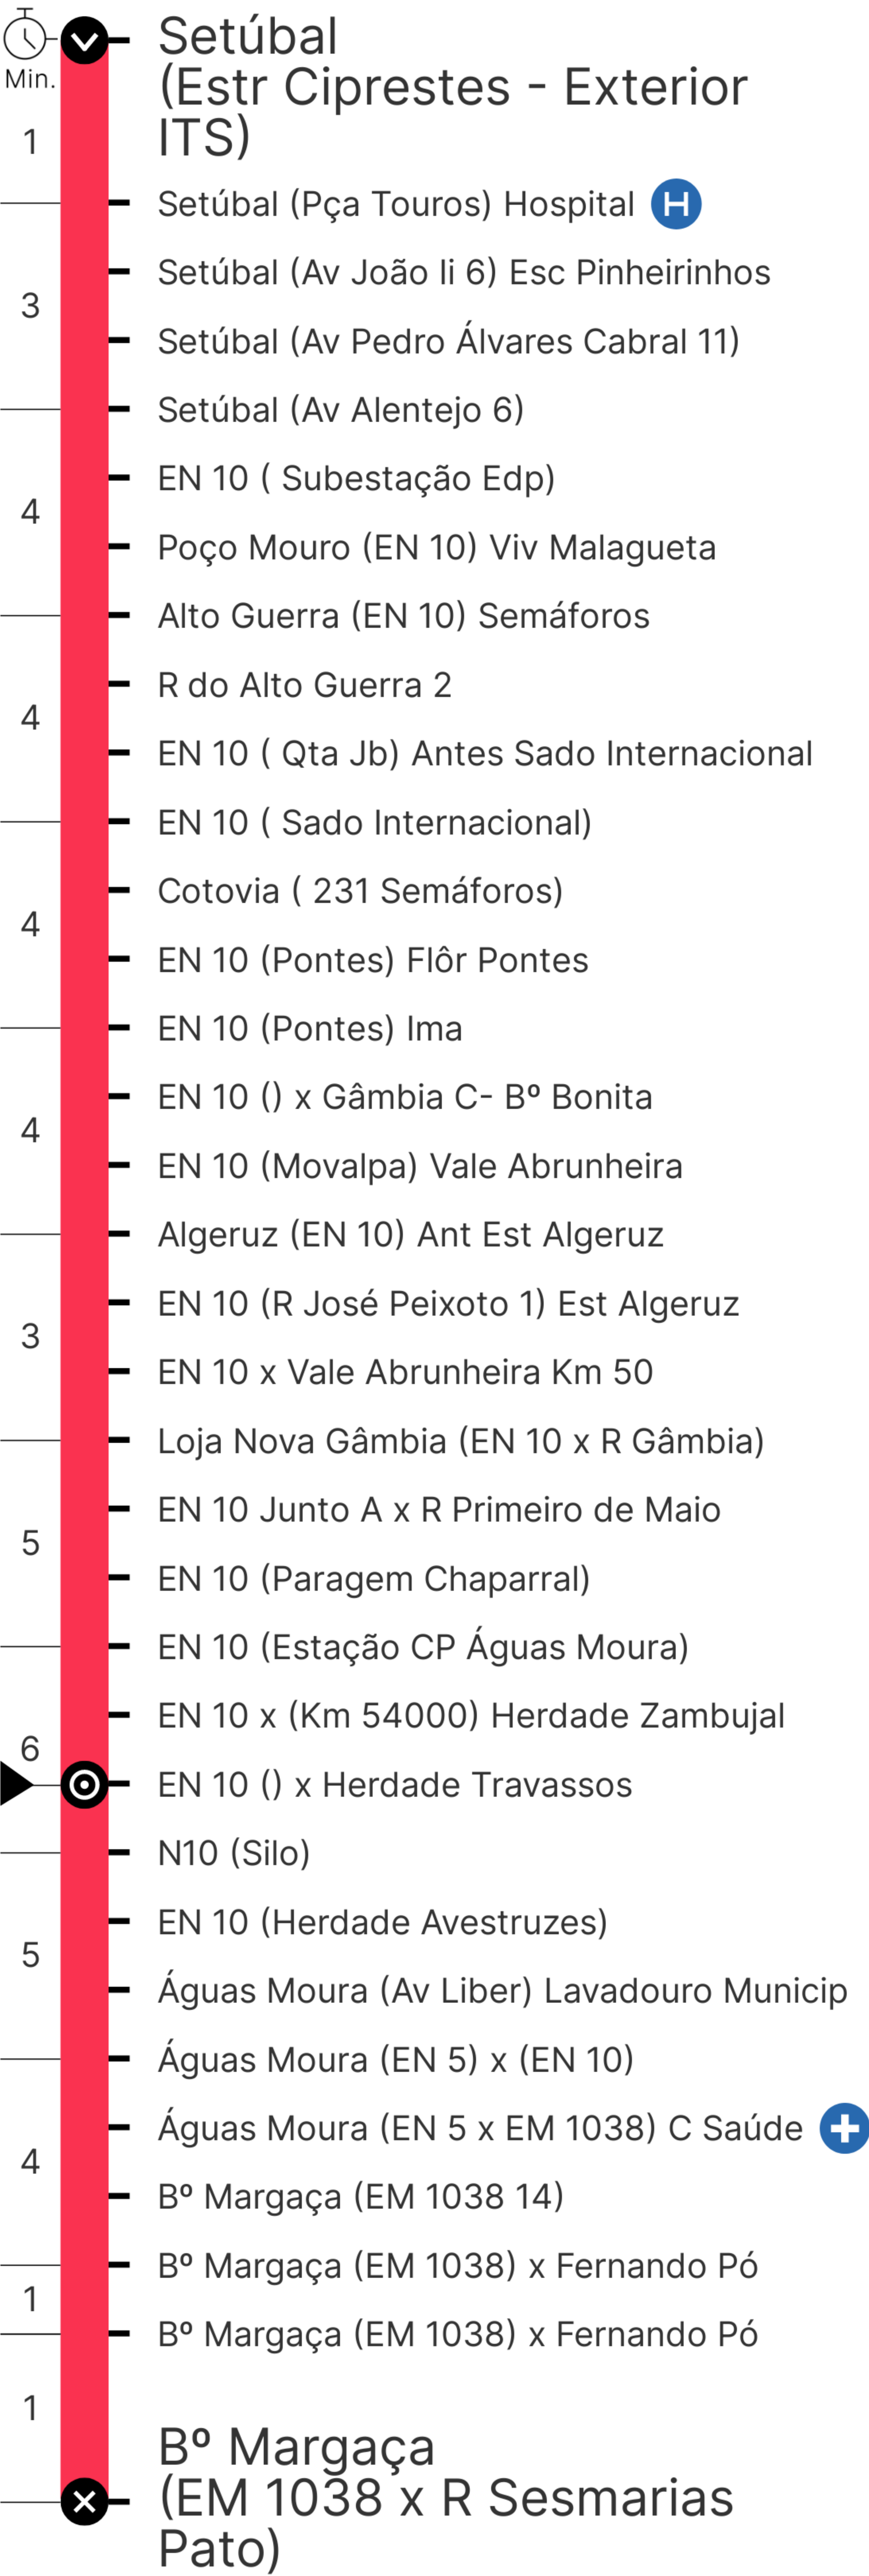 Min.
Setúbal
(Estr Ciprestes - Exterior
ITS)
1
Setúbal (Pça Touros) Hospital H
Setúbal (Av João Ii 6) Esc Pinheirinhos
3
Setúbal (Av Pedro Álvares Cabral 11)
Setúbal (Av Alentejo 6)
EN 10 ( Subestação Edp)
4
Poço Mouro (EN 10) Viv Malagueta
Alto Guerra (EN 10) Semáforos
R do Alto Guerra 2
4
EN 10 ( Qta Jb) Antes Sado Internacional
EN 10 ( Sado Internacional)
Cotovia ( 231 Semáforos)
4
EN 10 (Pontes) Flôr Pontes
EN 10 (Pontes) Ima
EN 10 () x Gâmbia C- Bº Bonita
4
EN 10 (Movalpa) Vale Abrunheira
Algeruz (EN 10) Ant Est Algeruz
EN 10 (R José Peixoto 1) Est Algeruz
3
EN 10 x Vale Abrunheira Km 50
Loja Nova Gâmbia (EN 10 x R Gâmbia)
EN 10 Junto A x R Primeiro de Maio
5
EN 10 (Paragem Chaparral)
EN 10 (Estação CP Águas Moura)
EN 10 x (Km 54000) Herdade Zambujal
6
EN 10 () x Herdade Travassos
N10 (Silo)
EN 10 (Herdade Avestruzes)
5
Águas Moura (Av Liber) Lavadouro Municip
Águas Moura (EN 5) x (EN 10)
Águas Moura (EN 5 x EM 1038) C Saúde
4
Bº Margaça (EM 1038 14)
Bº Margaça (EM 1038) x Fernando Pó
1
Bº Margaça (EM 1038) x Fernando Pó
1
Bº Margaça
(EM 1038 x R Sesmarias
Pato)